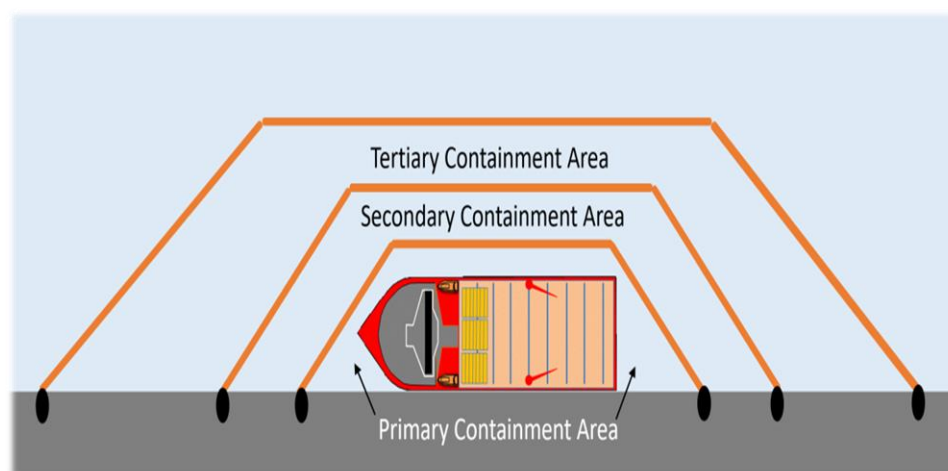 Tertiary Containment Area
Secondary Containment Area
Primary Containment Area